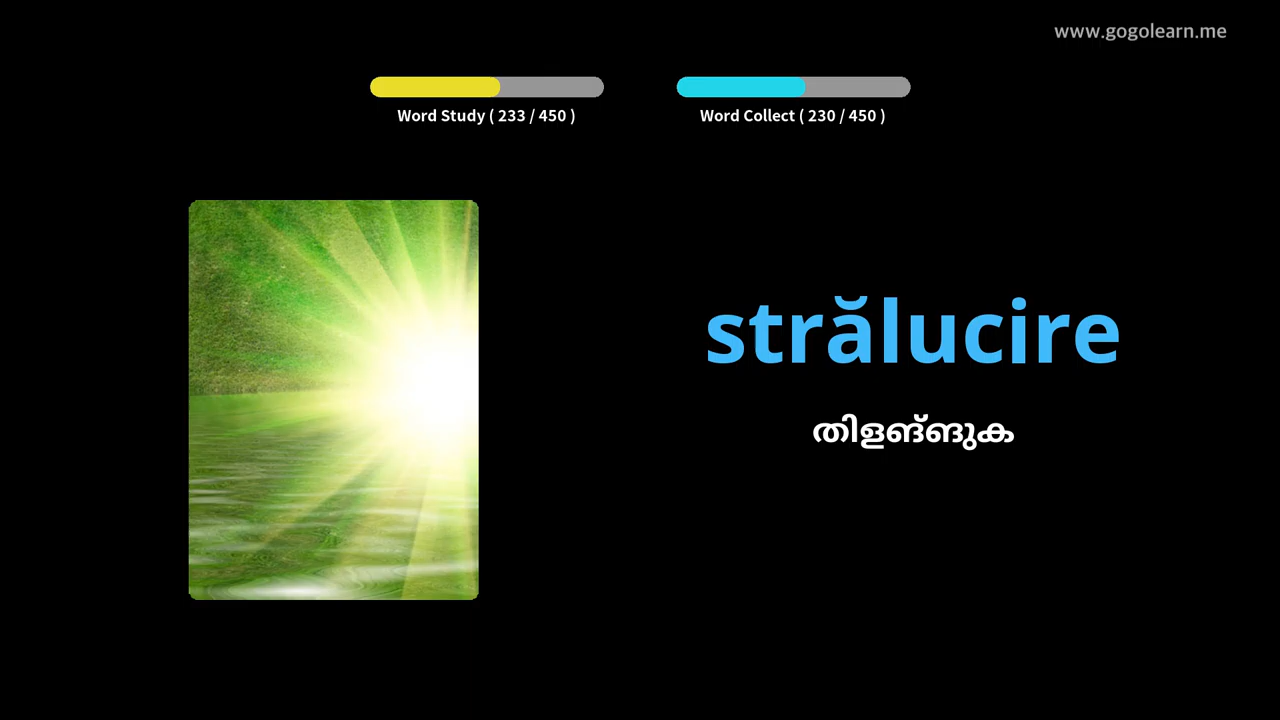 www.gogolearn.me
Word Study ( 233 / 450 )
Word Collect ( 230 / 450 )
strălucire
തിളങ്ങുക